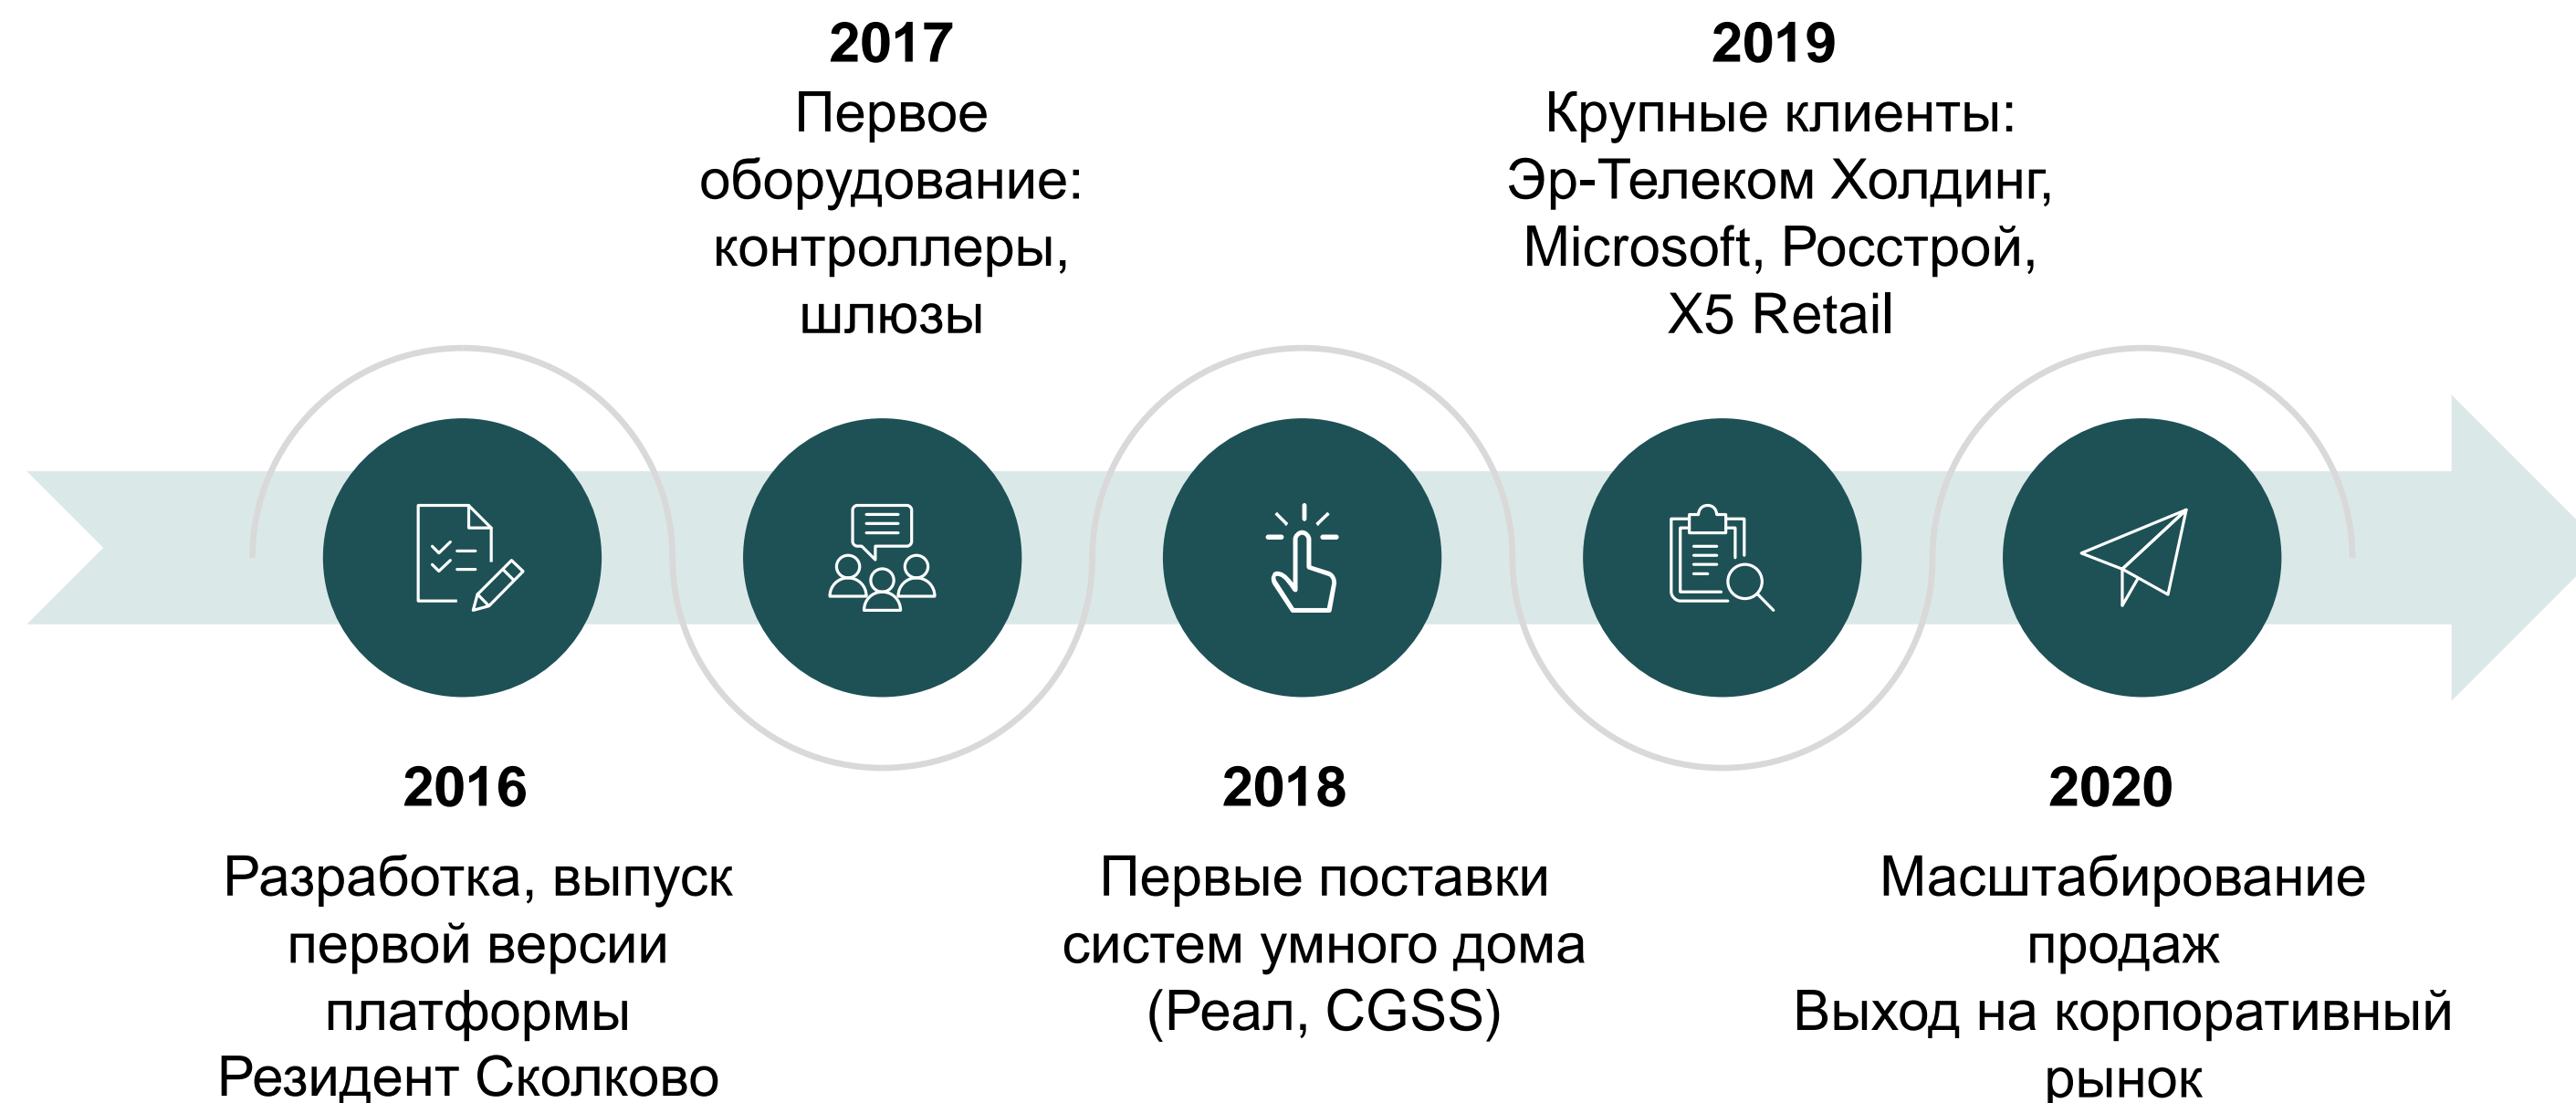 2017
Первое
оборудование:
контроллеры,
шлюзы
2019
Крупные клиенты:
Эр-Телеком Холдинг,
Microsoft, Росстрой,
X5 Retail
2016
Разработка, выпуск
первой версии
платформы
Резидент Сколково
2018
Первые поставки
систем умного дома
(Реал, CGSS)
2020
Масштабирование
продаж
Выход на корпоративный
рынок